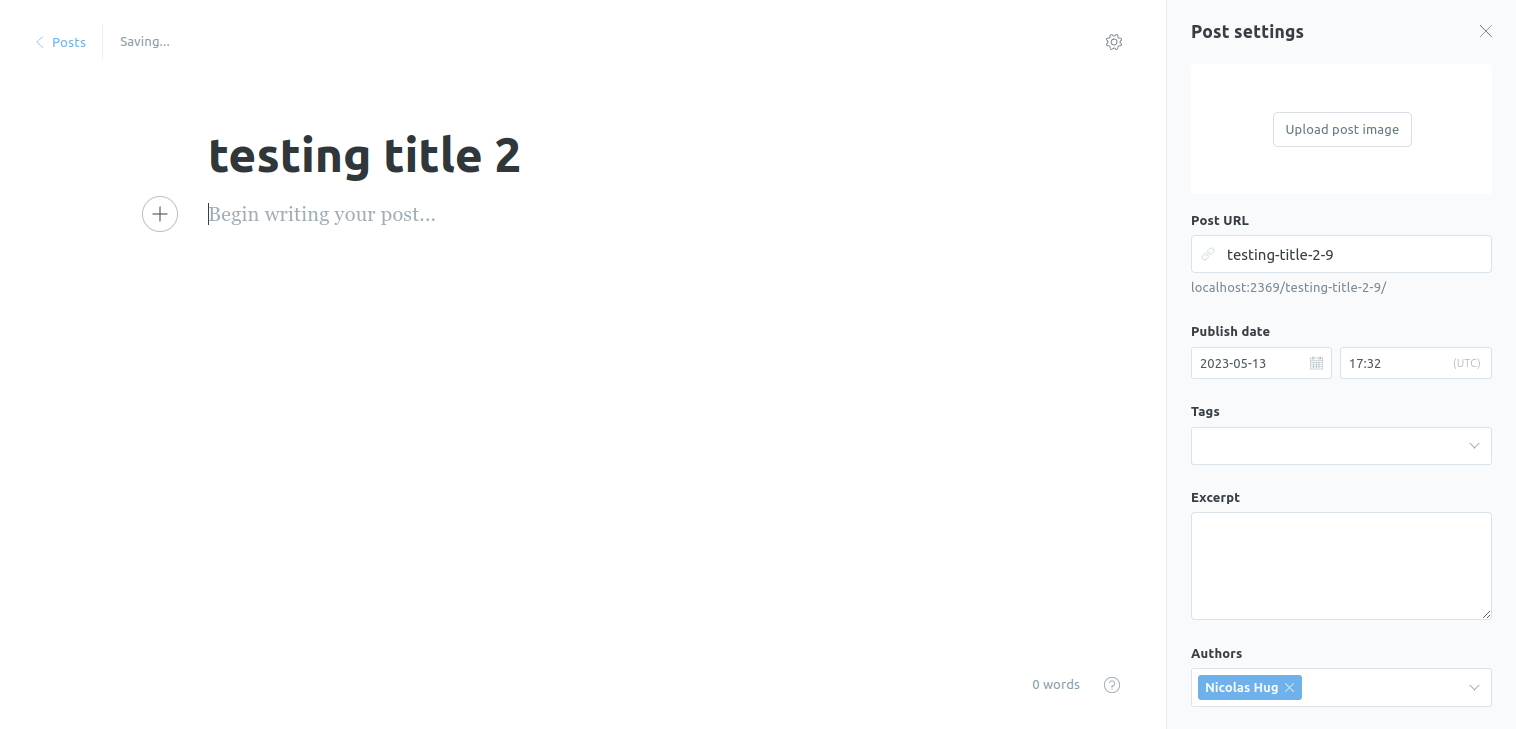 Posts
Saving...
testing title 2
Begin writing your post...
0 words
?
Post settings
Upload post image
Post URL
testing-title-2-9
localhost:2369/testing-title-2-9/
Publish date
2023-05-13
17:32
(UTC)
Tags
Excerpt
Authors
Nicolas Hug